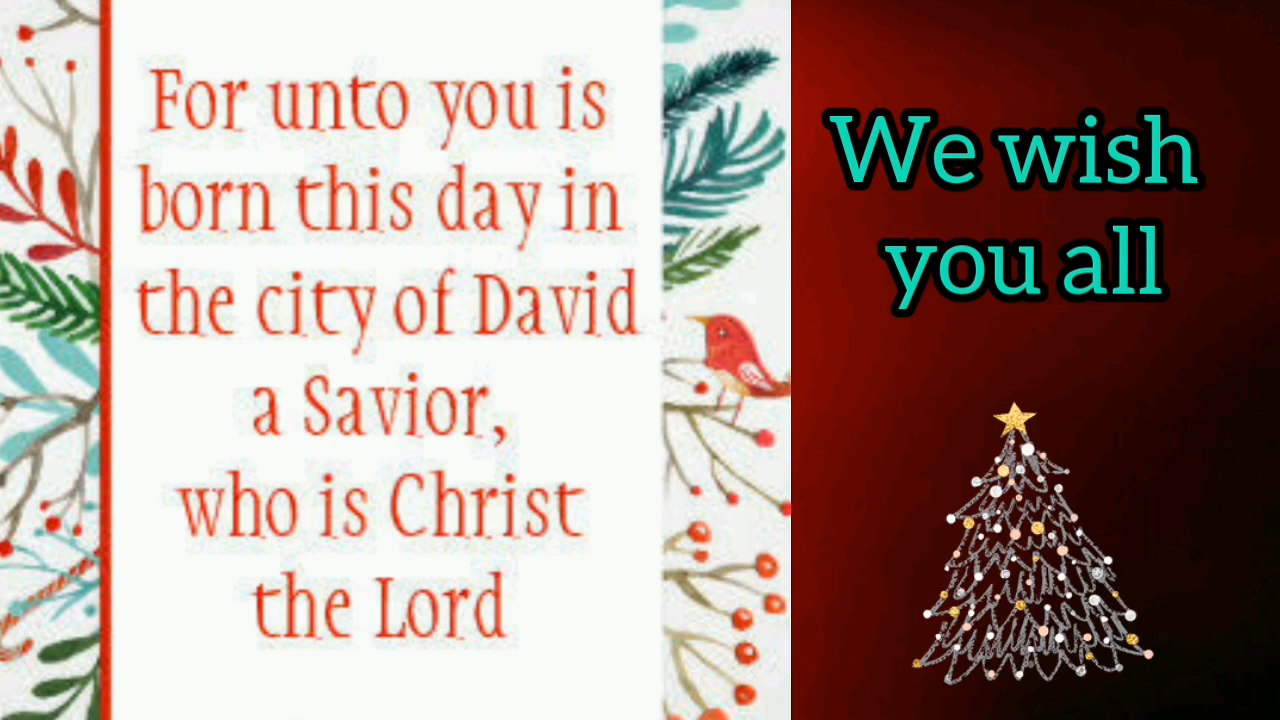 For unto you is
born this day in
the city of David
a Savior,
who is Christ
the Lord
We wish
you all